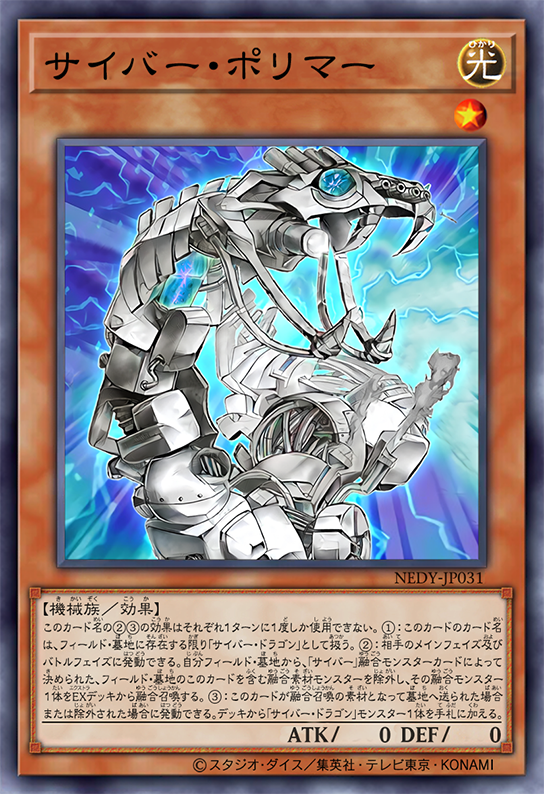 サイバー・ポリマー
光
NEDY-JP031
【機械族／効果】
このカード名の②③の効果はそれぞれ1ターンに1度しか使用できない。①：このカードのカード名
は、フィールド・墓地に存在する限り「サイバー・ドラゴン」として扱う。②：相手のメインフェイズ及び
バトルフェイズに発動できる。自分フィールド・墓地から、「サイバー」融合モンスターカードによって
決められた、フィールド・墓地のこのカードを含む融合素材モンスターを除外し、その融合モンスター
1体をEXデッキから融合召喚する。③：このカードが融合召喚の素材となって墓地へ送られた場合
または除外された場合に発動できる。デッキから「サイバー・ドラゴン」モンスター1体を手札に加える。
ATK/ 0 DEF/ 0
©スタジオ・ダイス／集英社・テレビ東京・KONAMI